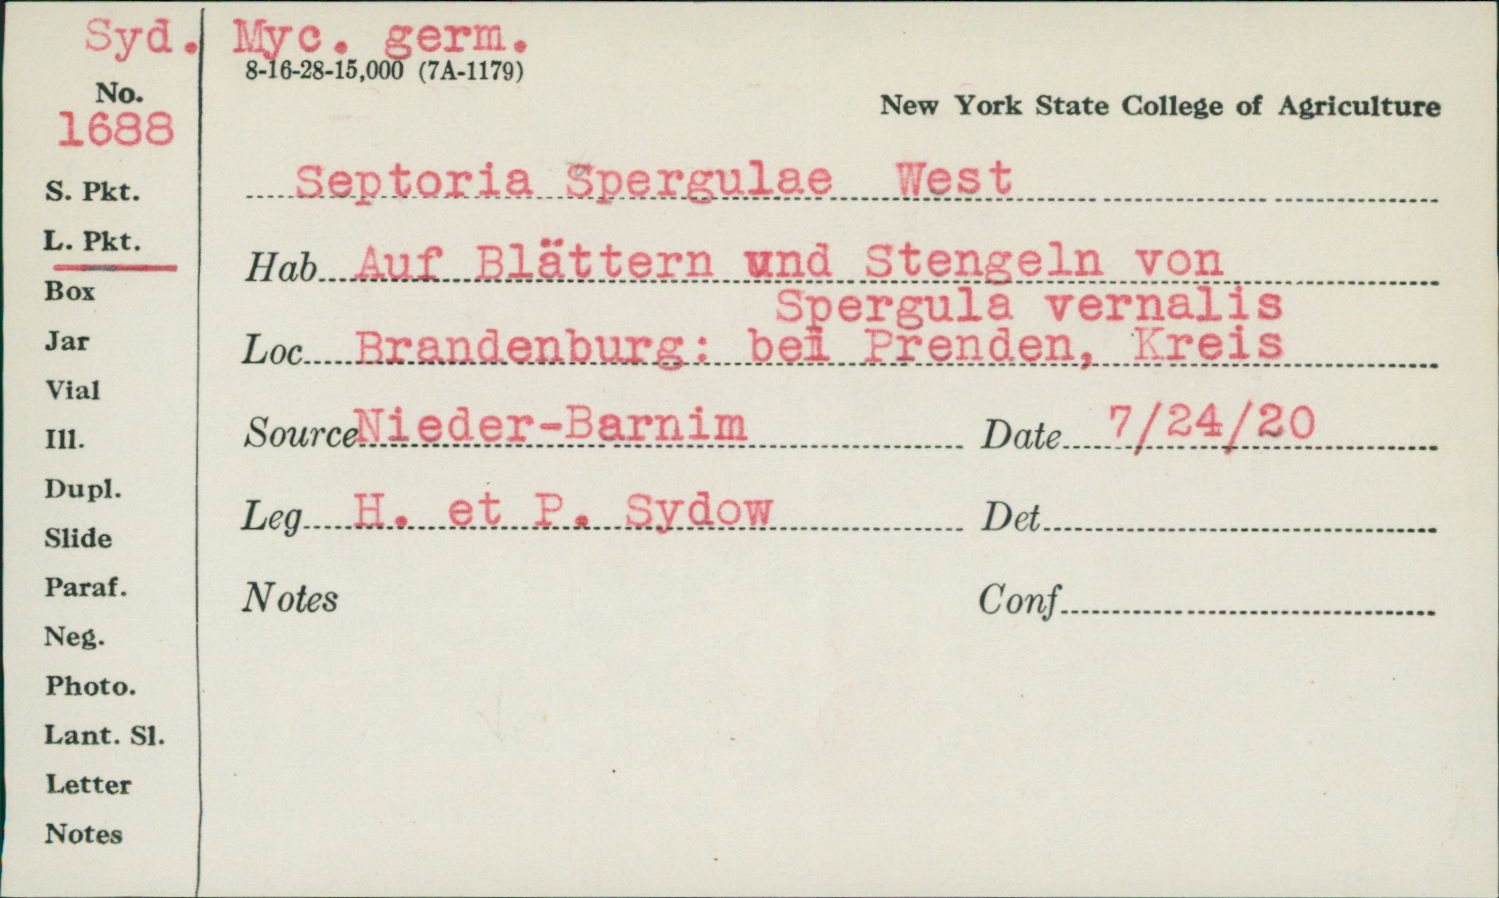 Syd. Myc. germ.
8-16-28-15,000 (7A-1179)
No.
1688
New York State College of Agriculture
S. Pkt.
Septoria Spergulae West
L. Pkt.
Hab Auf Blättern und Stengeln von
Spergula vernalis
Box
Jar
Loc Brandenburg: bei Prenden, Kreis
Vial
Ill.
Source Nieder-Barnim Date 7/24/20
Dupl.
Leg H. et P. Sydow Det
Slide
Paraf.
Notes Conf
Neg.
Photo.
Lant. Sl.
Letter
Notes